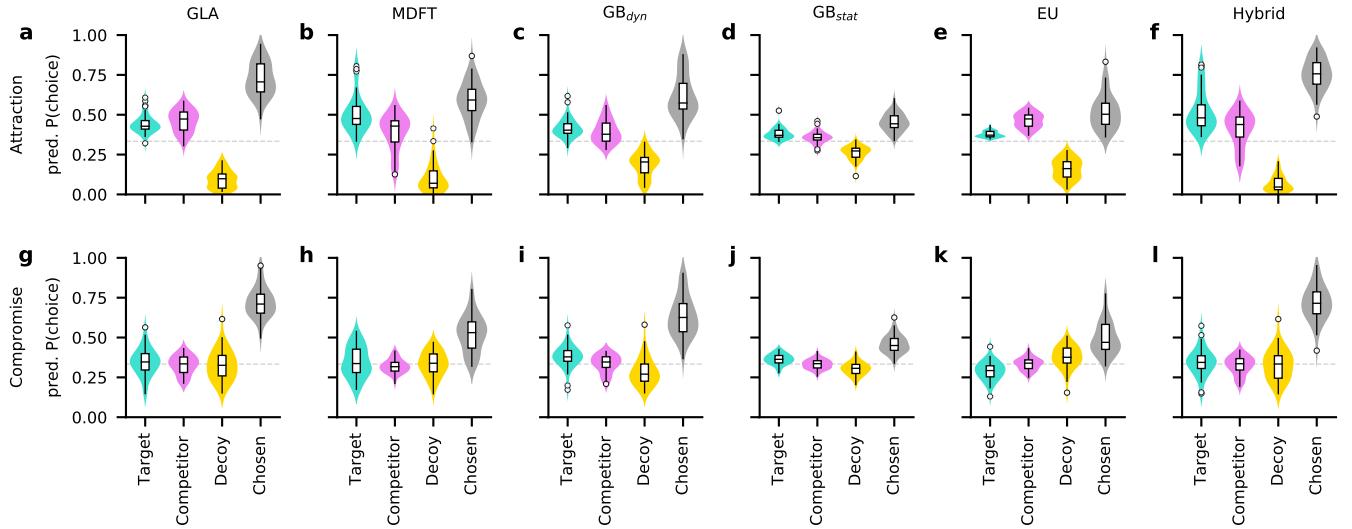 GLA MDFT GB_dyn GB_stat EU Hybrid
a b c d e f
Attraction
pred. P(choice)
1.00
0.75
0.50
0.25
0.00
g h i j k l
Compromise
pred. P(choice)
1.00
0.75
0.50
0.25
0.00
Target Competitor Decoy Chosen Target Competitor Decoy Chosen Target Competitor Decoy Chosen Target Competitor Decoy Chosen Target Competitor Decoy Chosen Target Competitor Decoy Chosen